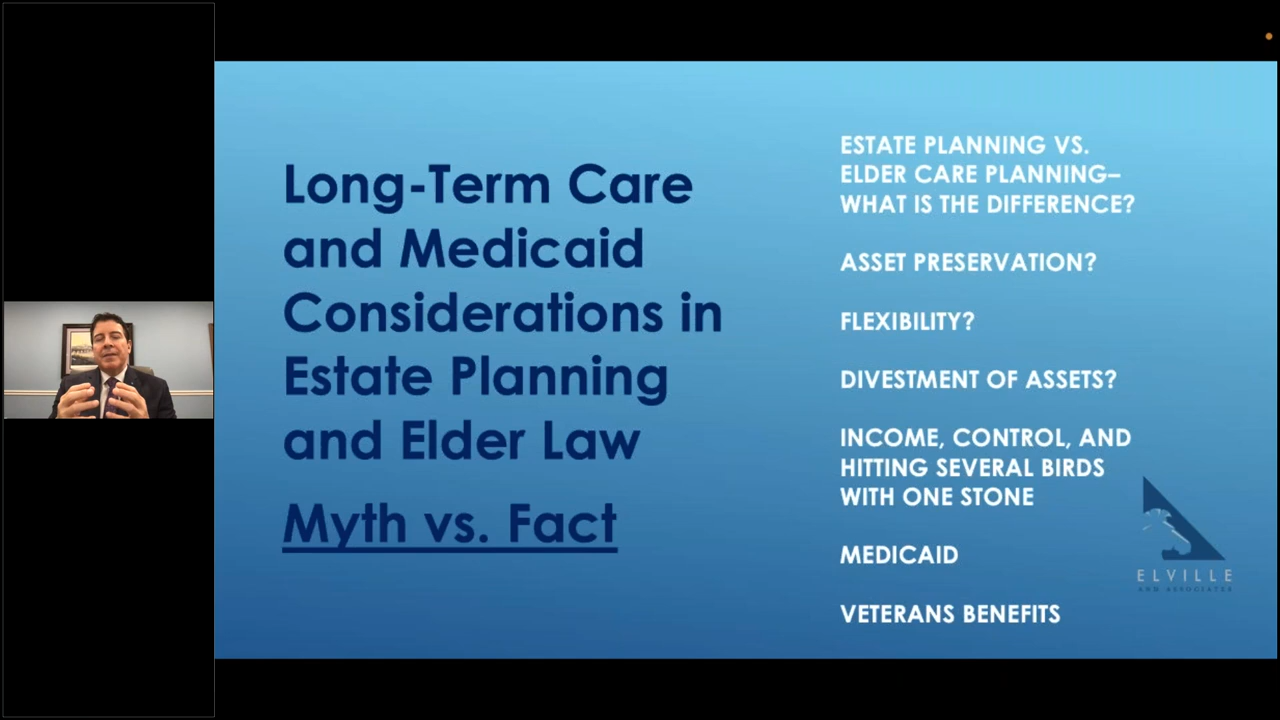 Long-Term Care
and Medicaid
Considerations in
Estate Planning
and Elder Law
Myth vs. Fact
ESTATE PLANNING VS.
ELDER CARE PLANNING–
WHAT IS THE DIFFERENCE?
ASSET PRESERVATION?
FLEXIBILITY?
DIVESTMENT OF ASSETS?
INCOME, CONTROL, AND
HITTING SEVERAL BIRDS
WITH ONE STONE
MEDICAID
VETERANS BENEFITS
ELVILLE
AND ASSOCIATES